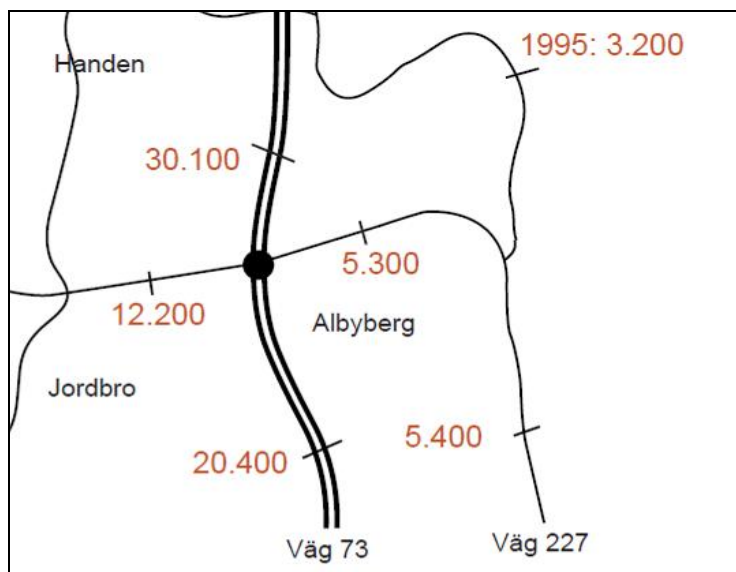 1995: 3.200
Handen
30.100
5.300
12.200
Albyberg
Jordbro
5.400
20.400
Väg 73
Väg 227